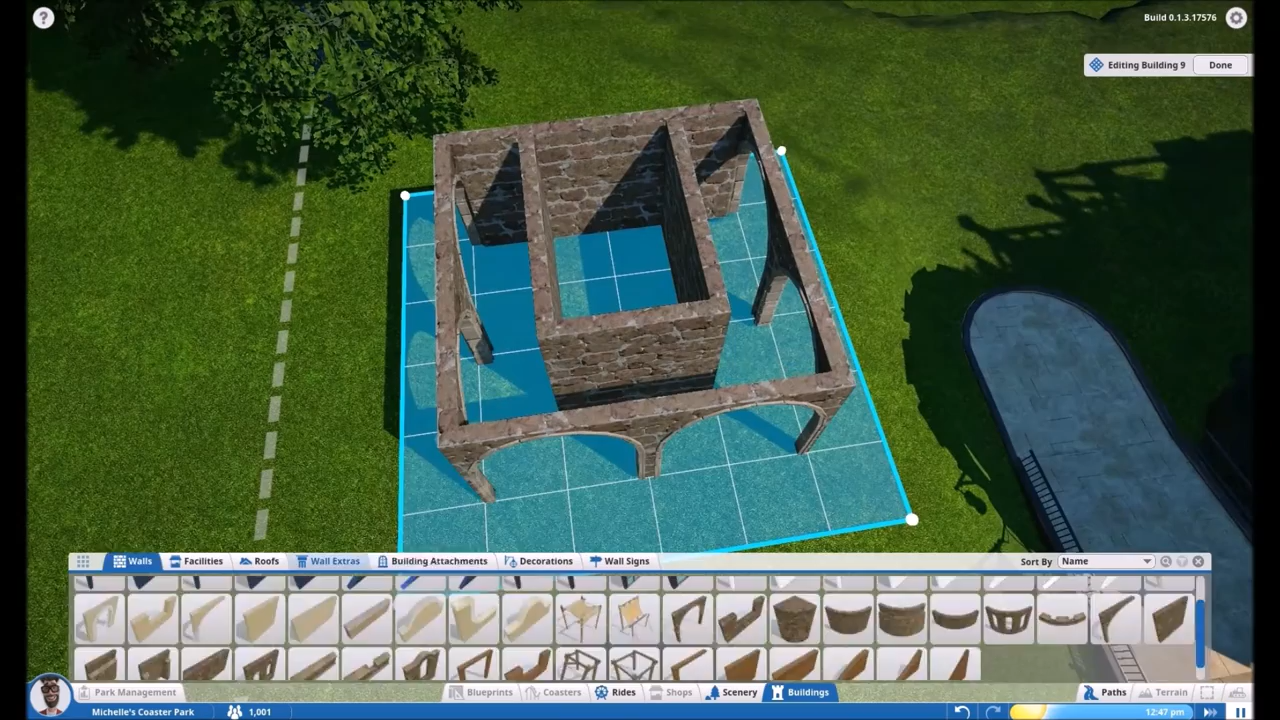 ?
Build 0.1.3.17576
Editing Building 9
Done
Walls
Facilities
Roofs
Wall Extras
Building Attachments
Decorations
Wall Signs
Sort By
Name
Park Management
Blueprints
Coasters
Rides
Shops
Scenery
Buildings
Paths
Terrain
Michelle's Coaster Park
1,001
12:47 pm